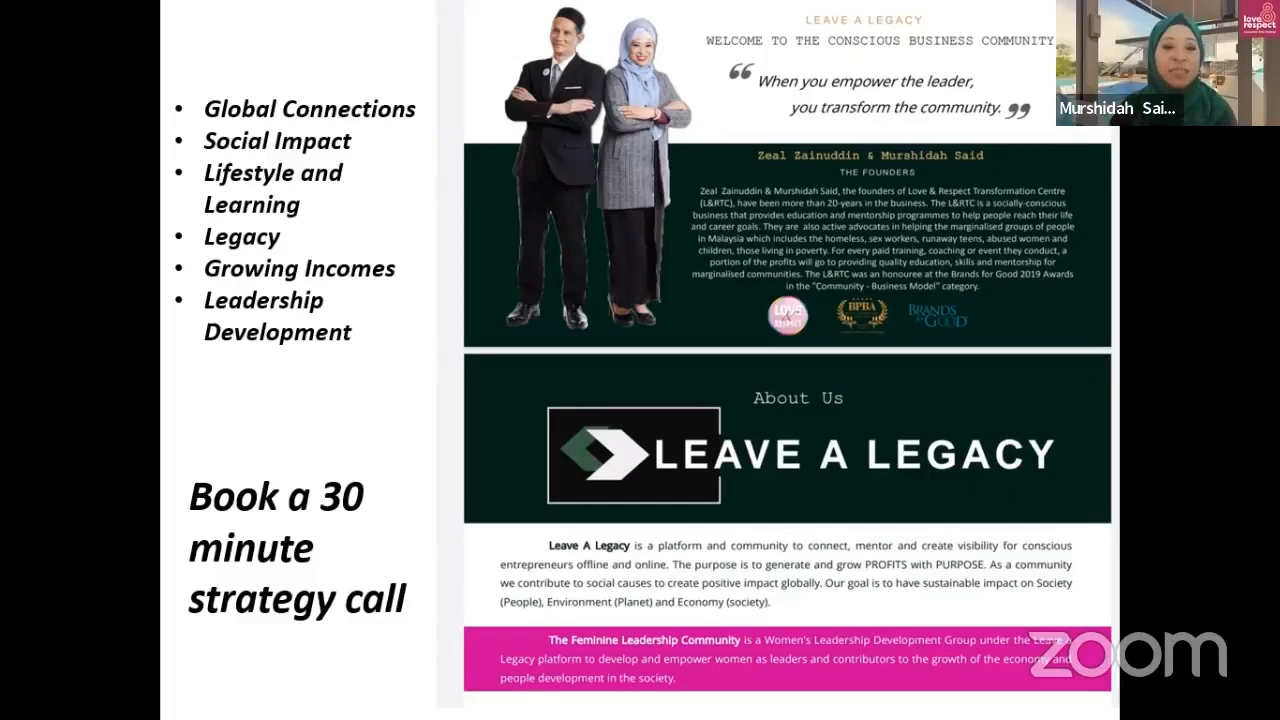 • Global Connections
• Social Impact
• Lifestyle and
Learning
• Legacy
• Growing Incomes
• Leadership
Development
Book a 30
minute
strategy call
LEAVE A LEGACY
WELCOME TO THE CONSCIOUS BUSINESS COMMUNITY
“ When you empower the leader,
you transform the community. ”
Zeal Zainuddin & Murshidah Said
THE FOUNDERS
Zeal Zainuddin & Murshidah Said, the founders of Love & Respect Transformation Centre
(L&RTC), have been more than 20-years in the business. The L&RTC is a socially-conscious
business that provides education and mentorship programmes to help people reach their life
and career goals. They are also active advocates in helping the marginalised groups of people
in Malaysia which includes the homeless, sex workers, runaway teens, abused women and
children, those living in poverty. For every paid training, coaching or event they conduct, a
portion of the profits will go to providing quality education, skills and mentorship for
marginalised communities. The L&RTC was an honouree at the Brands for Good 2019 Awards
in the "Community - Business Model" category.
LOVE
RESPECT
BPBA
BRANDS
for GOOD
About Us
LEAVE A LEGACY
Leave A Legacy is a platform and community to connect, mentor and create visibility for conscious
entrepreneurs offline and online. The purpose is to generate and grow PROFITS with PURPOSE. As a community
we contribute to social causes to create positive impact globally. Our goal is to have sustainable impact on Society
(People), Environment (Planet) and Economy (society).
The Feminine Leadership Community is a Women's Leadership Development Group under the Leave a
Legacy platform to develop and empower women as leaders and contributors to the growth of the economy and
people development in the society.
love
respect
Murshidah Sai...
zoom